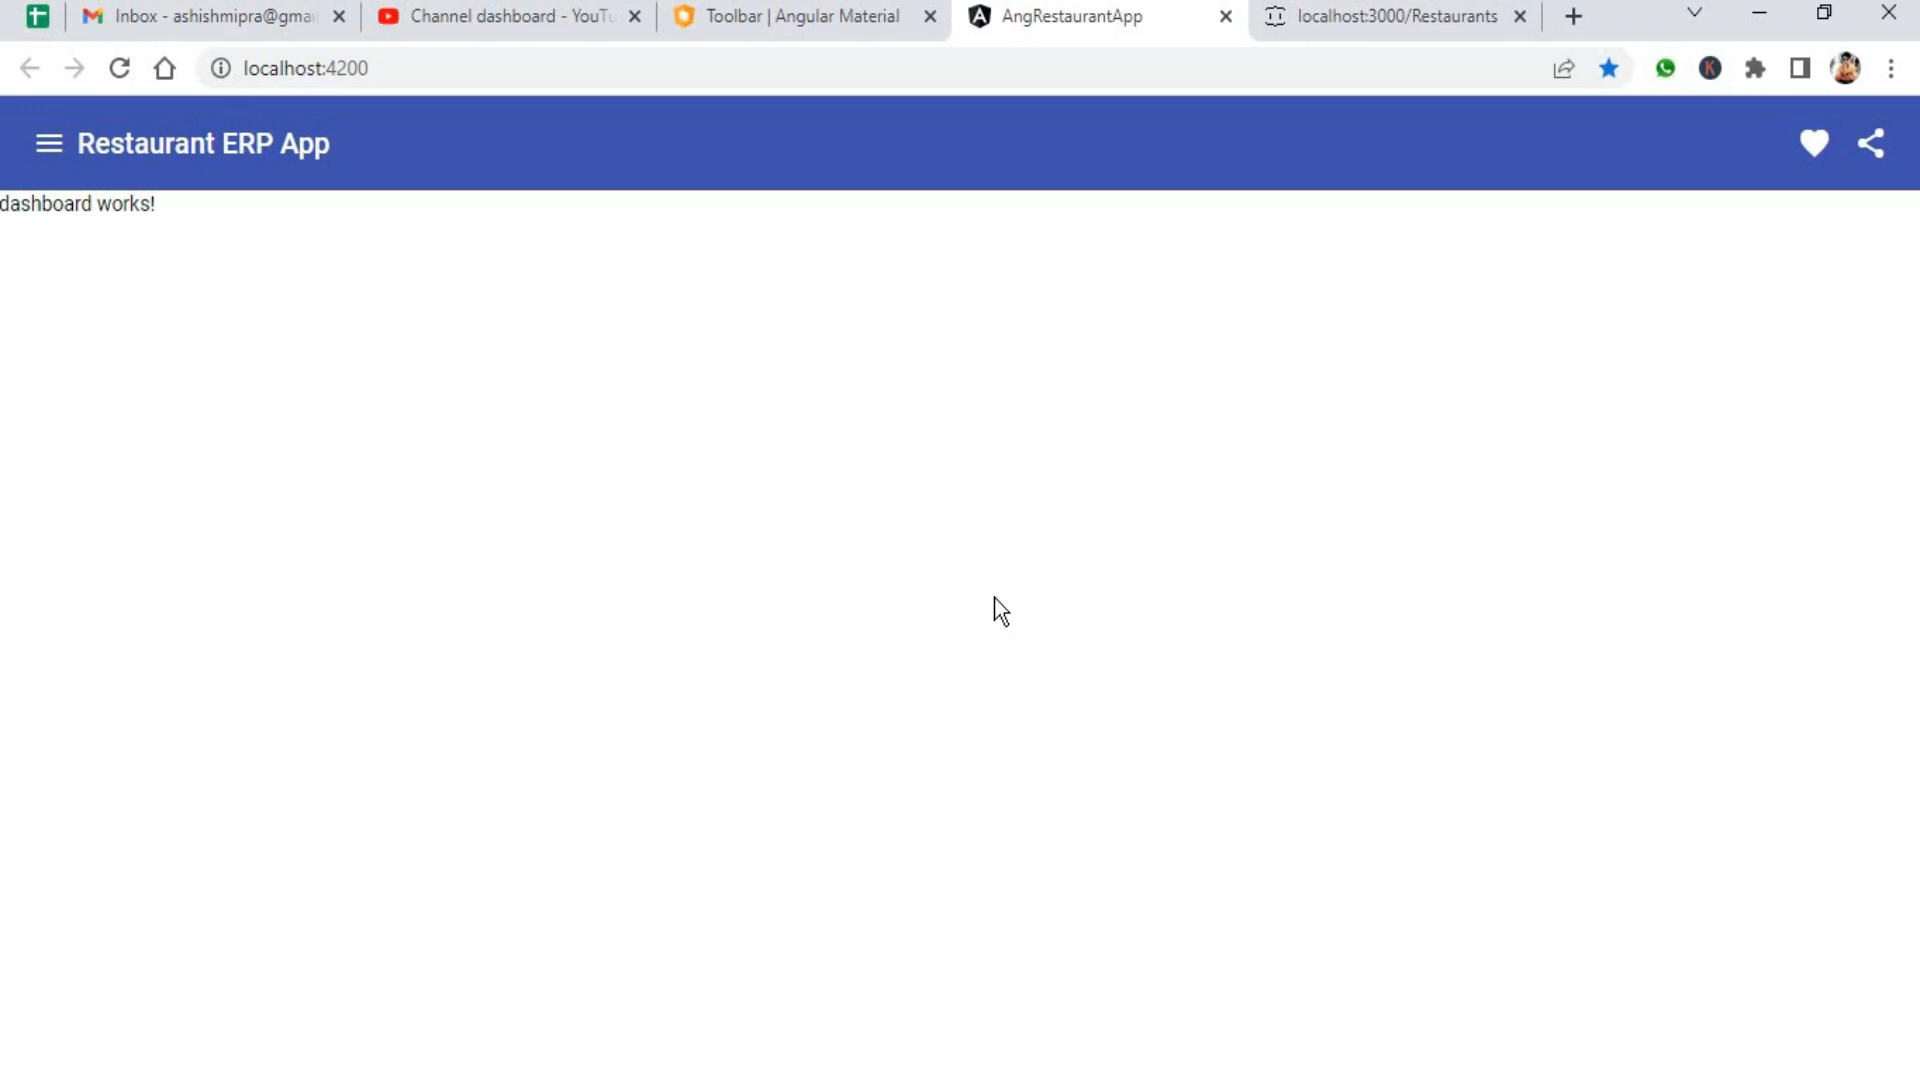 Inbox - ashishmipra@gma
Channel dashboard - YouTu
Toolbar | Angular Material
AngRestaurantApp
localhost:3000/Restaurants
localhost:4200
K
Restaurant ERP App
dashboard works!